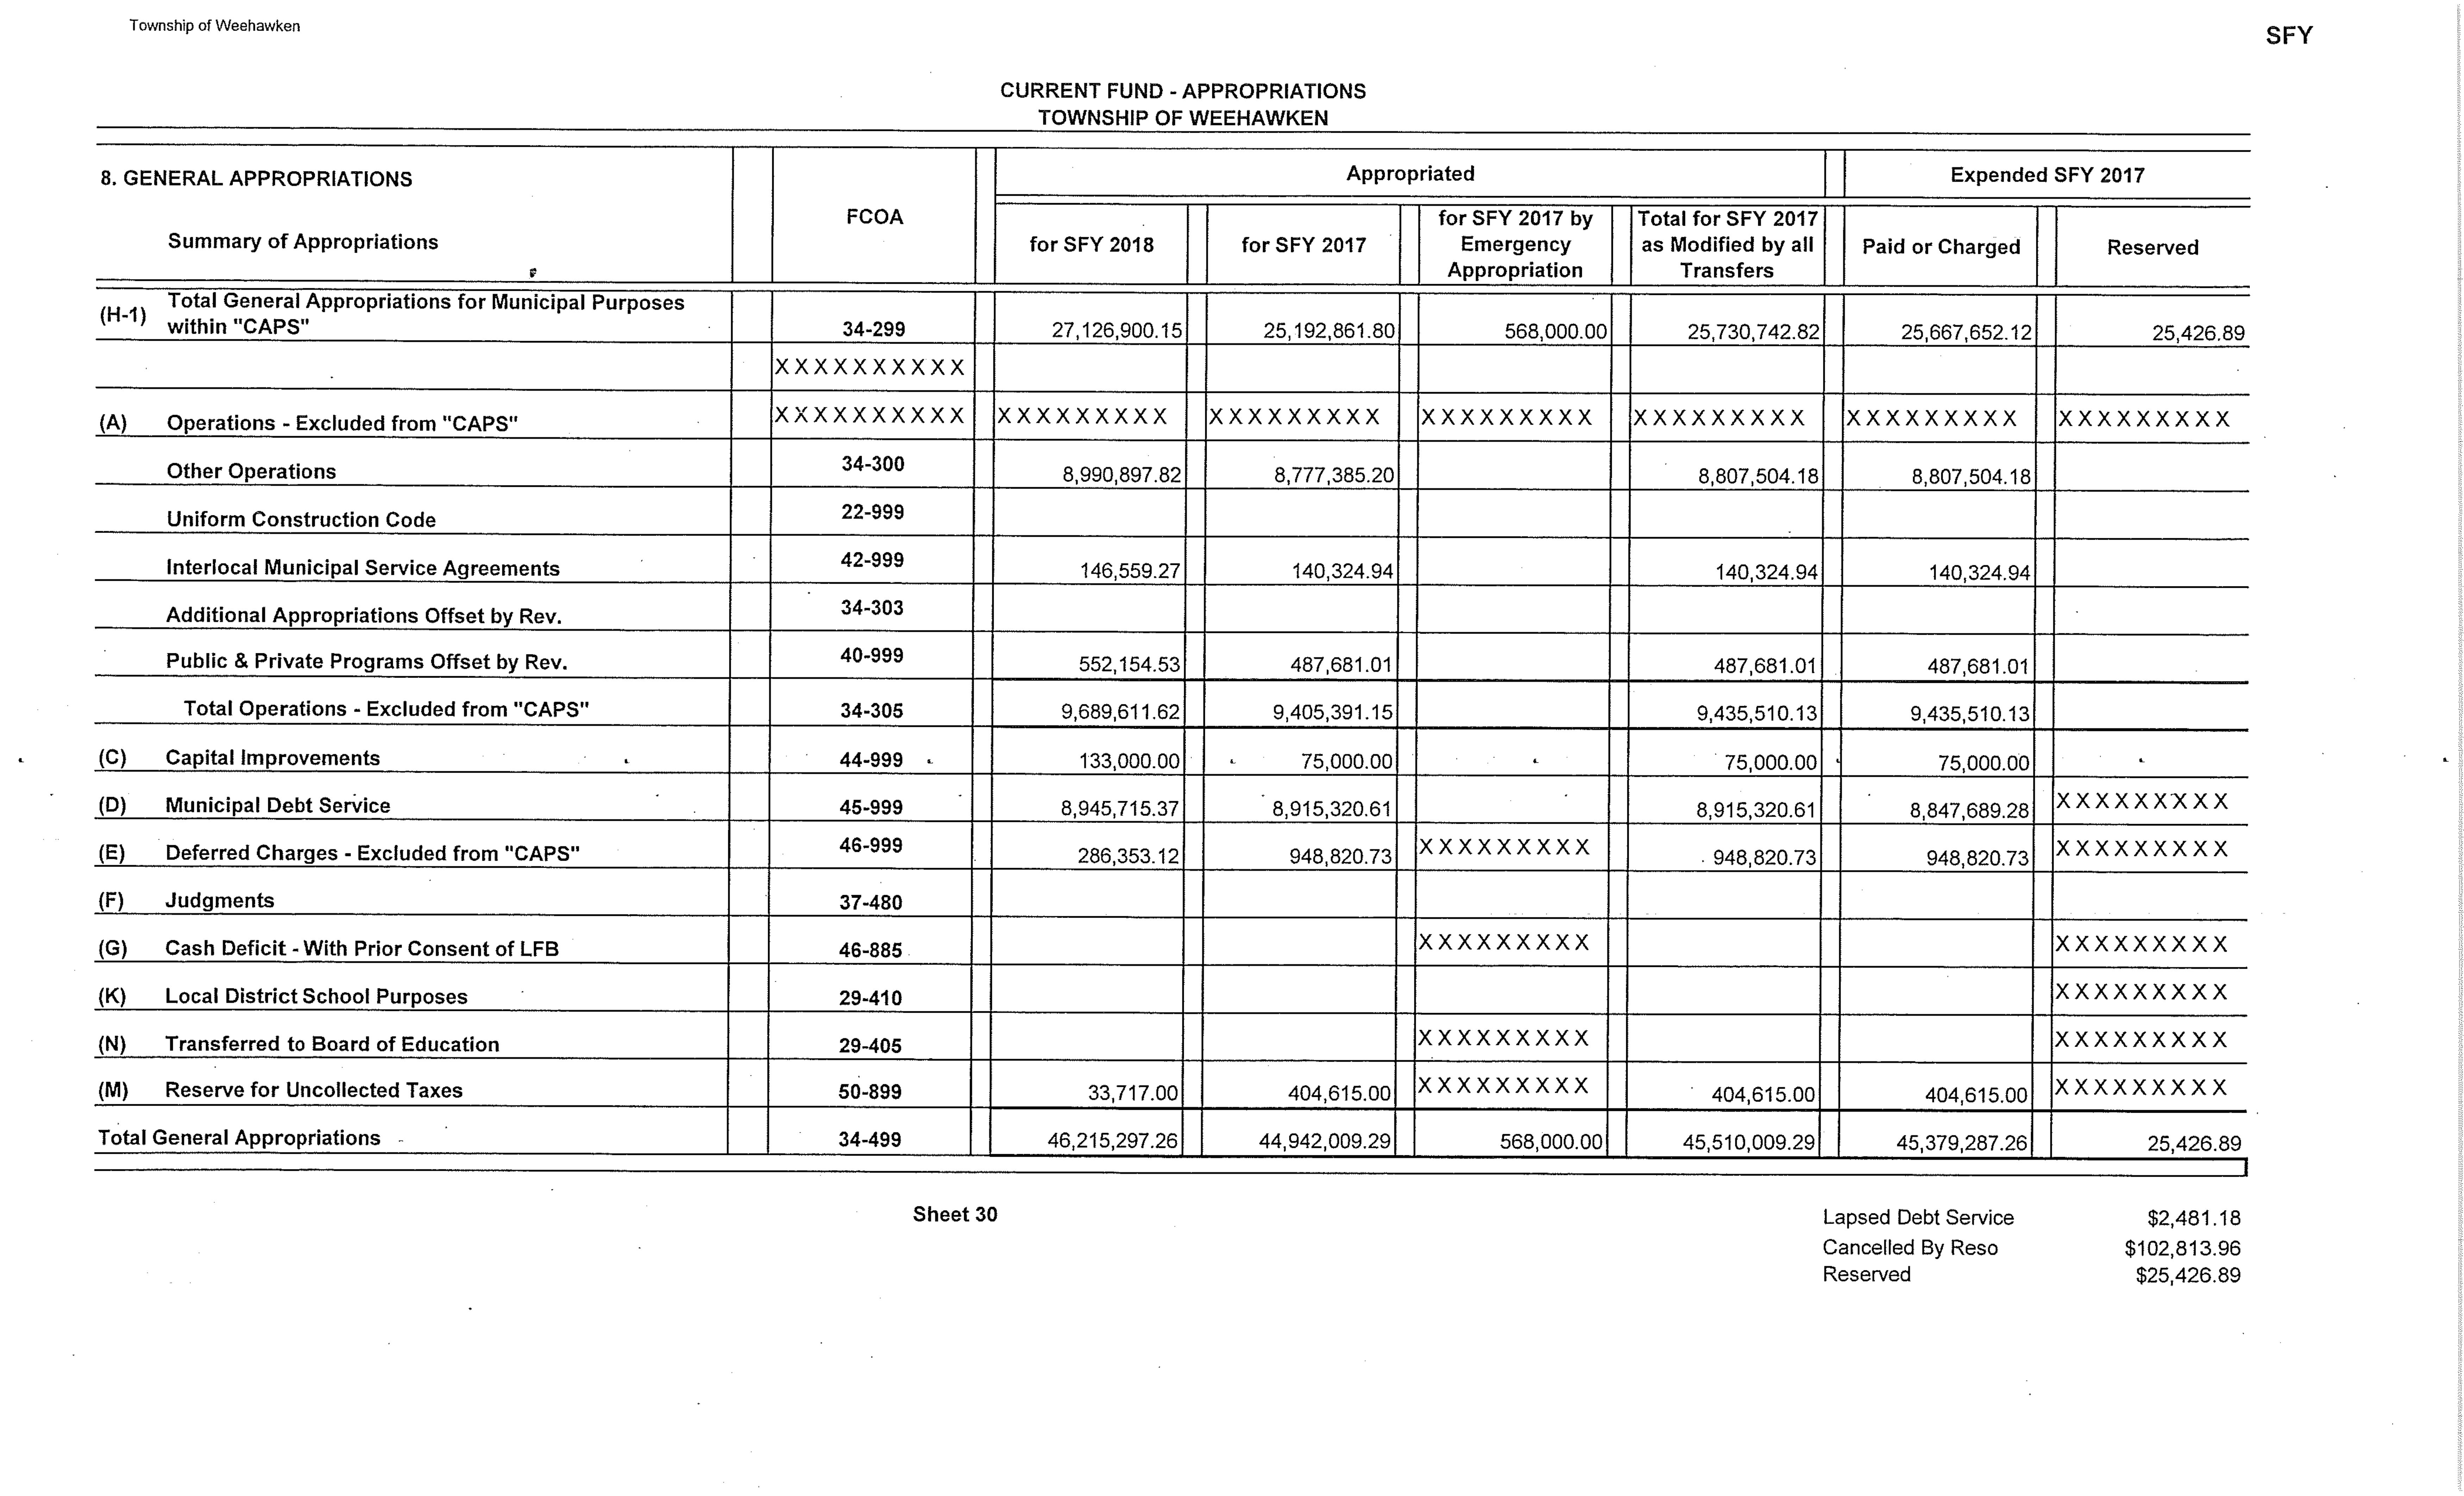 Township of Weehawken
SFY
CURRENT FUND - APPROPRIATIONS
TOWNSHIP OF WEEHAWKEN
8. GENERAL APPROPRIATIONS
Summary of Appropriations
FCOA
Appropriated
Expended SFY 2017
for SFY 2018
for SFY 2017
for SFY 2017 by
Emergency
Appropriation
Total for SFY 2017
as Modified by all
Transfers
Paid or Charged
Reserved
(H-1) Total General Appropriations for Municipal Purposes
within "CAPS" 34-299 27,126,900.15 25,192,861.80 568,000.00 25,730,742.82 25,667,652.12 25,426.89
XXXXXXXXXX
(A) Operations - Excluded from "CAPS" XXXXXXXXXX XXXXXXXXX XXXXXXXXX XXXXXXXXX XXXXXXXXX XXXXXXXXX XXXXXXXXX
Other Operations 34-300 8,990,897.82 8,777,385.20 8,807,504.18 8,807,504.18
Uniform Construction Code 22-999
Interlocal Municipal Service Agreements 42-999 146,559.27 140,324.94 140,324.94 140,324.94
Additional Appropriations Offset by Rev. 34-303
Public & Private Programs Offset by Rev. 40-999 552,154.53 487,681.01 487,681.01 487,681.01
Total Operations - Excluded from "CAPS" 34-305 9,689,611.62 9,405,391.15 9,435,510.13 9,435,510.13
(C) Capital Improvements 44-999 133,000.00 75,000.00 75,000.00 75,000.00
(D) Municipal Debt Service 45-999 8,945,715.37 8,915,320.61 8,915,320.61 8,847,689.28 XXXXXXXXX
(E) Deferred Charges - Excluded from "CAPS" 46-999 286,353.12 948,820.73 XXXXXXXXX 948,820.73 948,820.73 XXXXXXXXX
(F) Judgments 37-480
(G) Cash Deficit - With Prior Consent of LFB 46-885 XXXXXXXXX XXXXXXXXX
(K) Local District School Purposes 29-410 XXXXXXXXX
(N) Transferred to Board of Education 29-405 XXXXXXXXX XXXXXXXXX
(M) Reserve for Uncollected Taxes 50-899 33,717.00 404,615.00 XXXXXXXXX 404,615.00 404,615.00 XXXXXXXXX
Total General Appropriations 34-499 46,215,297.26 44,942,009.29 568,000.00 45,510,009.29 45,379,287.26 25,426.89
Sheet 30
Lapsed Debt Service $2,481.18
Cancelled By Reso $102,813.96
Reserved $25,426.89